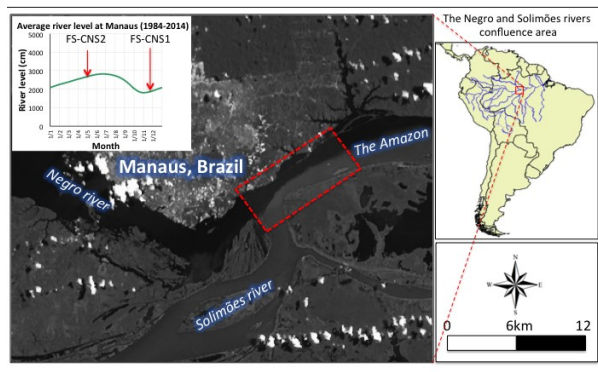 Average river level at Manaus (1984-2014)
FS-CNS2
FS-CNS1
5000
4000
3000
2000
1000
0
River level (cm)
1/1
1/2
1/3
1/4
1/5
1/6
1/7
1/8
1/9
1/10
1/11
1/12
Month
Manaus, Brazil
Negro river
The Amazon
Solimões river
The Negro and Solimões rivers
confluence area
N
W
E
S
0
6km
12